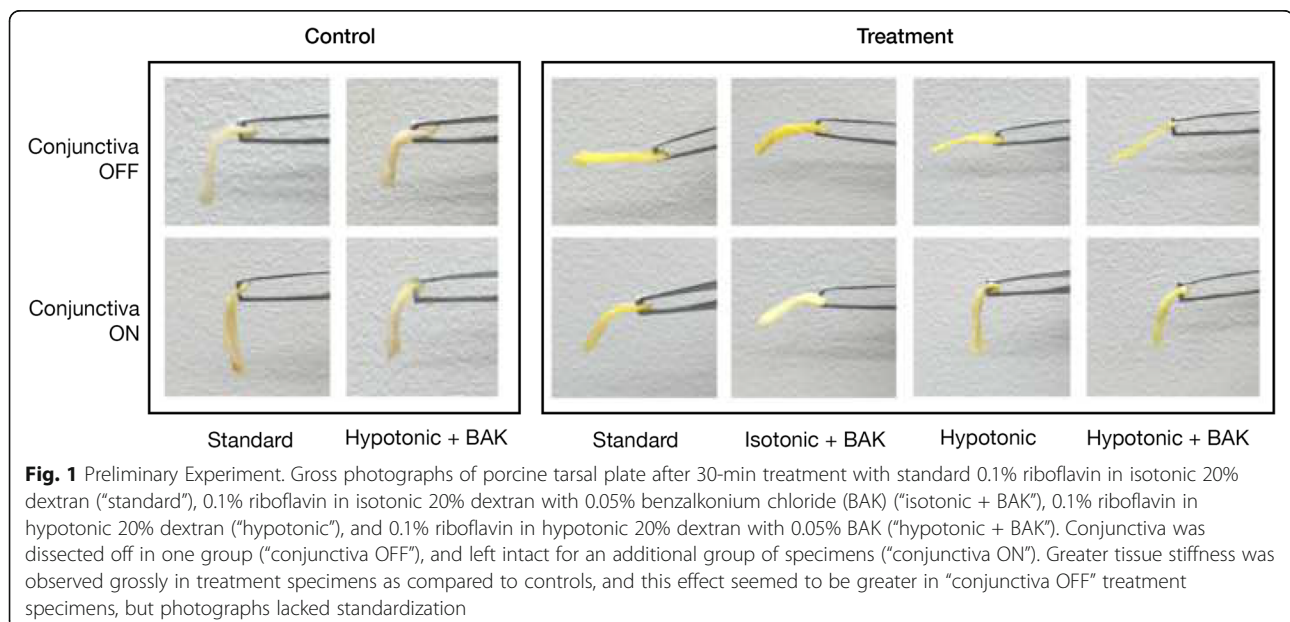 Control
Treatment
Conjunctiva
OFF
Conjunctiva
ON
Standard
Hypotonic + BAK
Standard
Isotonic + BAK
Hypotonic
Hypotonic + BAK
Fig. 1 Preliminary Experiment. Gross photographs of porcine tarsal plate after 30-min treatment with standard 0.1% riboflavin in isotonic 20%
dextran (“standard”), 0.1% riboflavin in isotonic 20% dextran with 0.05% benzalkonium chloride (BAK) (“isotonic + BAK”), 0.1% riboflavin in
hypotonic 20% dextran (“hypotonic”), and 0.1% riboflavin in hypotonic 20% dextran with 0.05% BAK (“hypotonic + BAK”). Conjunctiva was
dissected off in one group (“conjunctiva OFF”), and left intact for an additional group of specimens (“conjunctiva ON”). Greater tissue stiffness was
observed grossly in treatment specimens as compared to controls, and this effect seemed to be greater in “conjunctiva OFF” treatment
specimens, but photographs lacked standardization